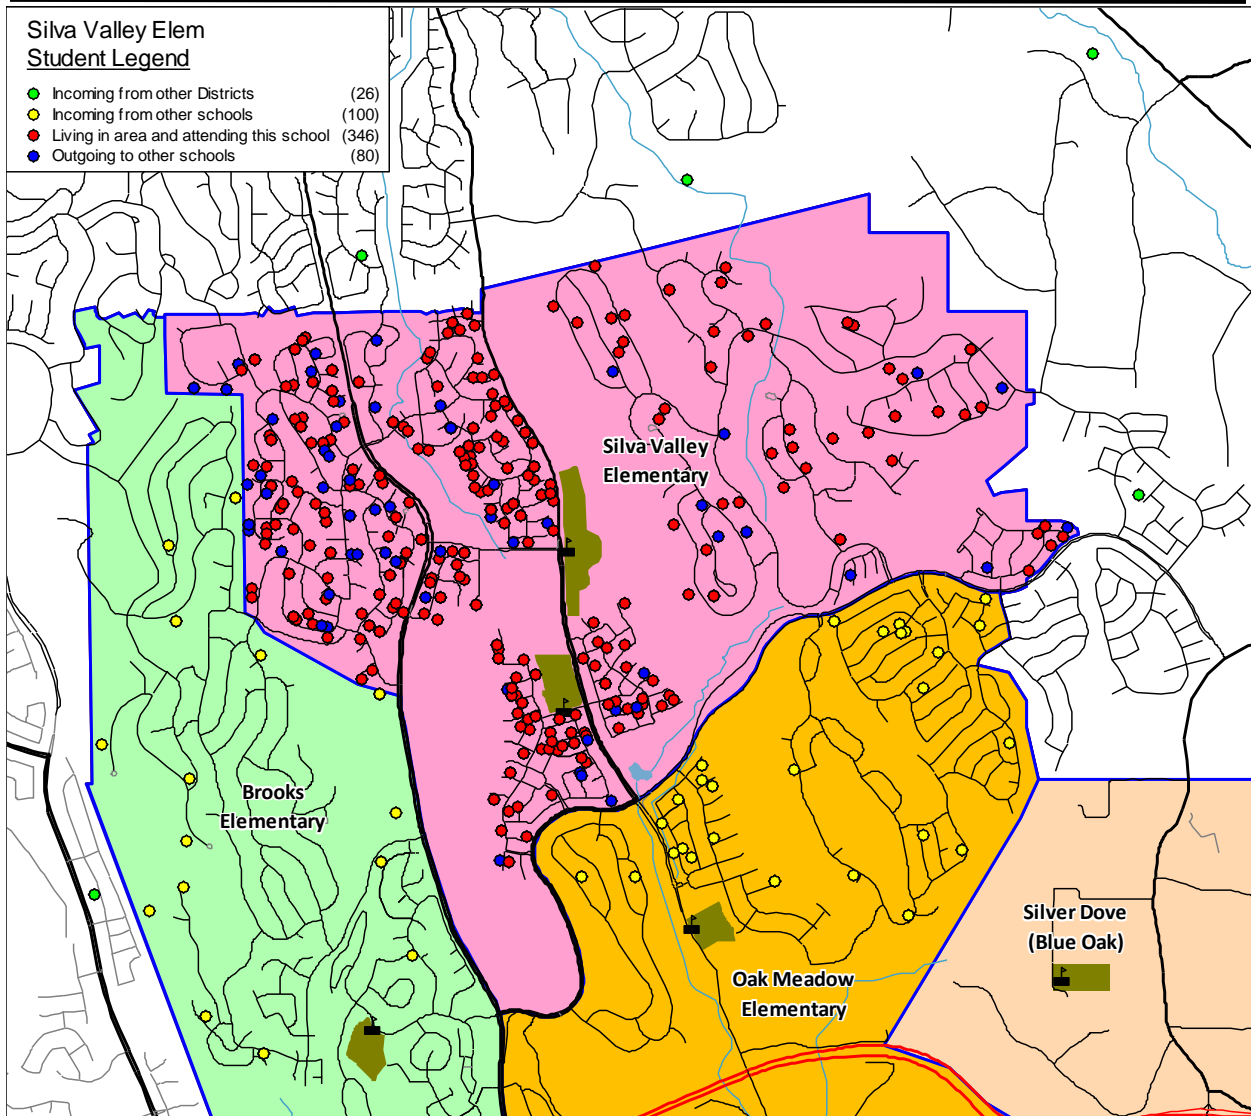 Silva Valley Elem
Student Legend
Incoming from other Districts (26)
Incoming from other schools (100)
Living in area and attending this school (346)
Outgoing to other schools (80)
Silva Valley
Elementary
Brooks
Elementary
Silver Dove
(Blue Oak)
Oak Meadow
Elementary